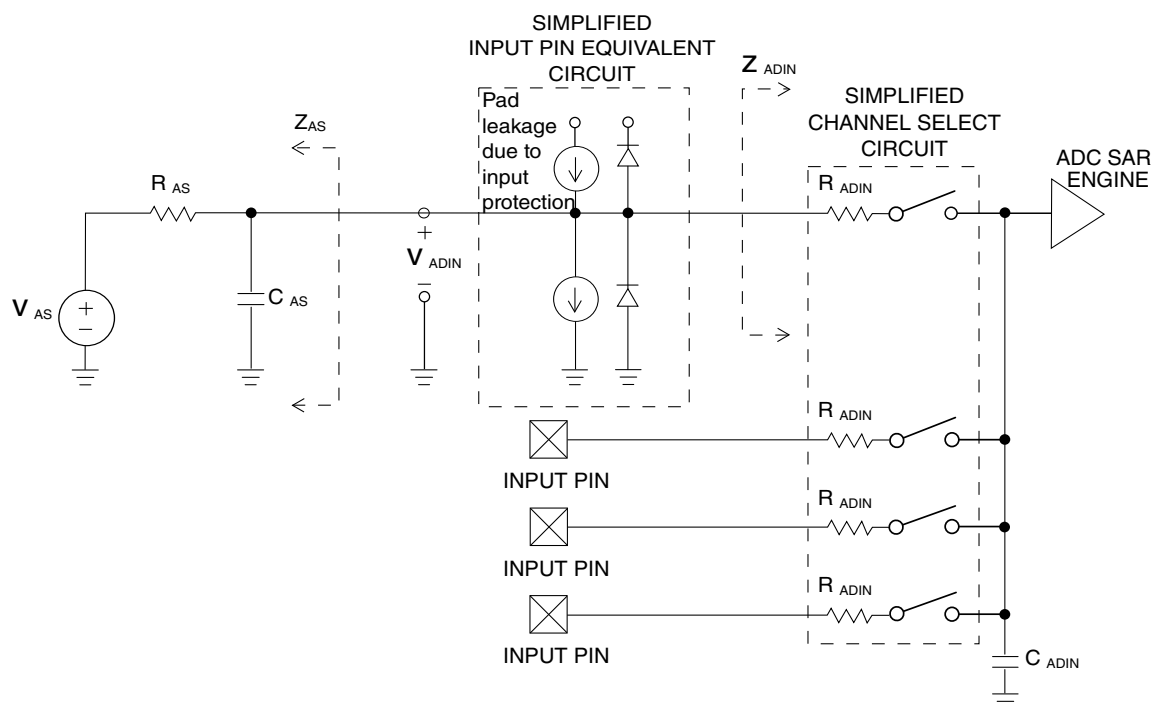 SIMPLIFIED
INPUT PIN EQUIVALENT
CIRCUIT
Pad
leakage
due to
input
protection
Z ADIN
SIMPLIFIED
CHANNEL SELECT
CIRCUIT
ADC SAR
ENGINE
ZAS
R AS
R ADIN
+
V ADIN
–
C AS
V AS
+
–
R ADIN
INPUT PIN
R ADIN
INPUT PIN
R ADIN
INPUT PIN
C ADIN